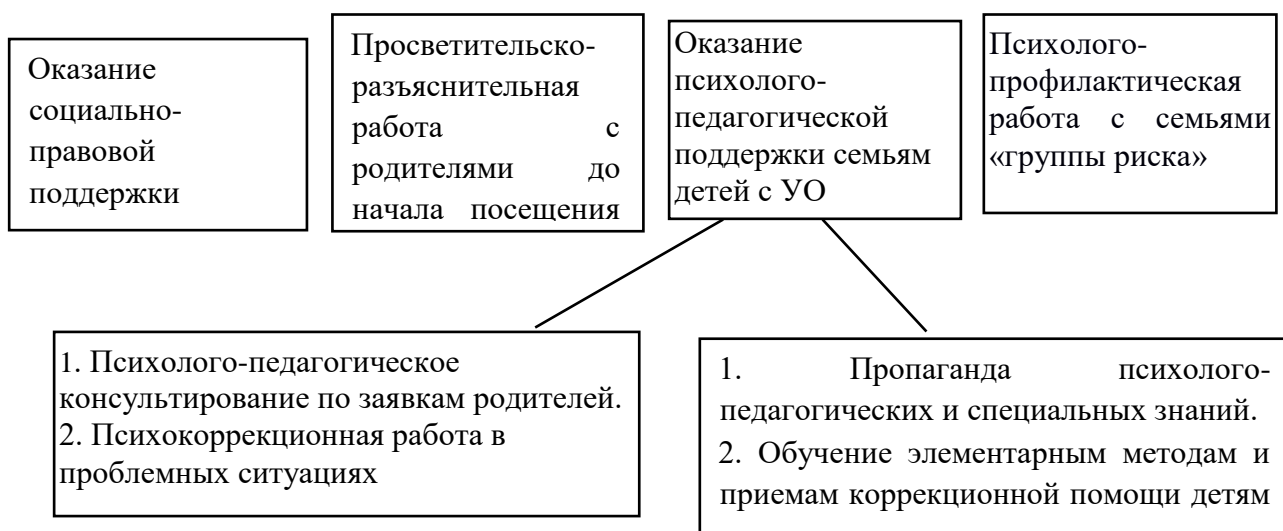 Оказание
социально-
правовой
поддержки
Просветительско-
разъяснительная
работа с
родителями до
начала посещения
Оказание
психолого-
педагогической
поддержки семьям
детей с УО
Психолого-
профилактическая
работа с семьями
«группы риска»
1. Психолого-педагогическое
консультирование по заявкам родителей.
2. Психокоррекционная работа в
проблемных ситуациях
1. Пропаганда психолого-
педагогических и специальных знаний.
2. Обучение элементарным методам и
приемам коррекционной помощи детям